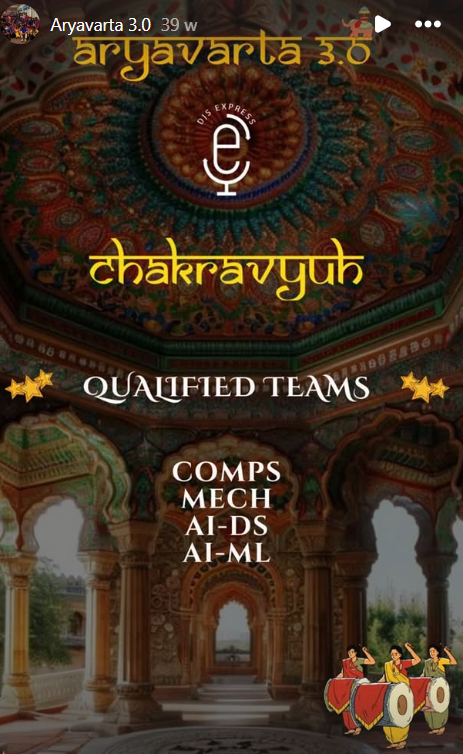 Aryavarta 3.0 39 w
aryavarta 3.0
DJS EXPRESS
e
chakravyuh
QUALIFIED TEAMS
COMPS
MECH
AI-DS
AI-ML